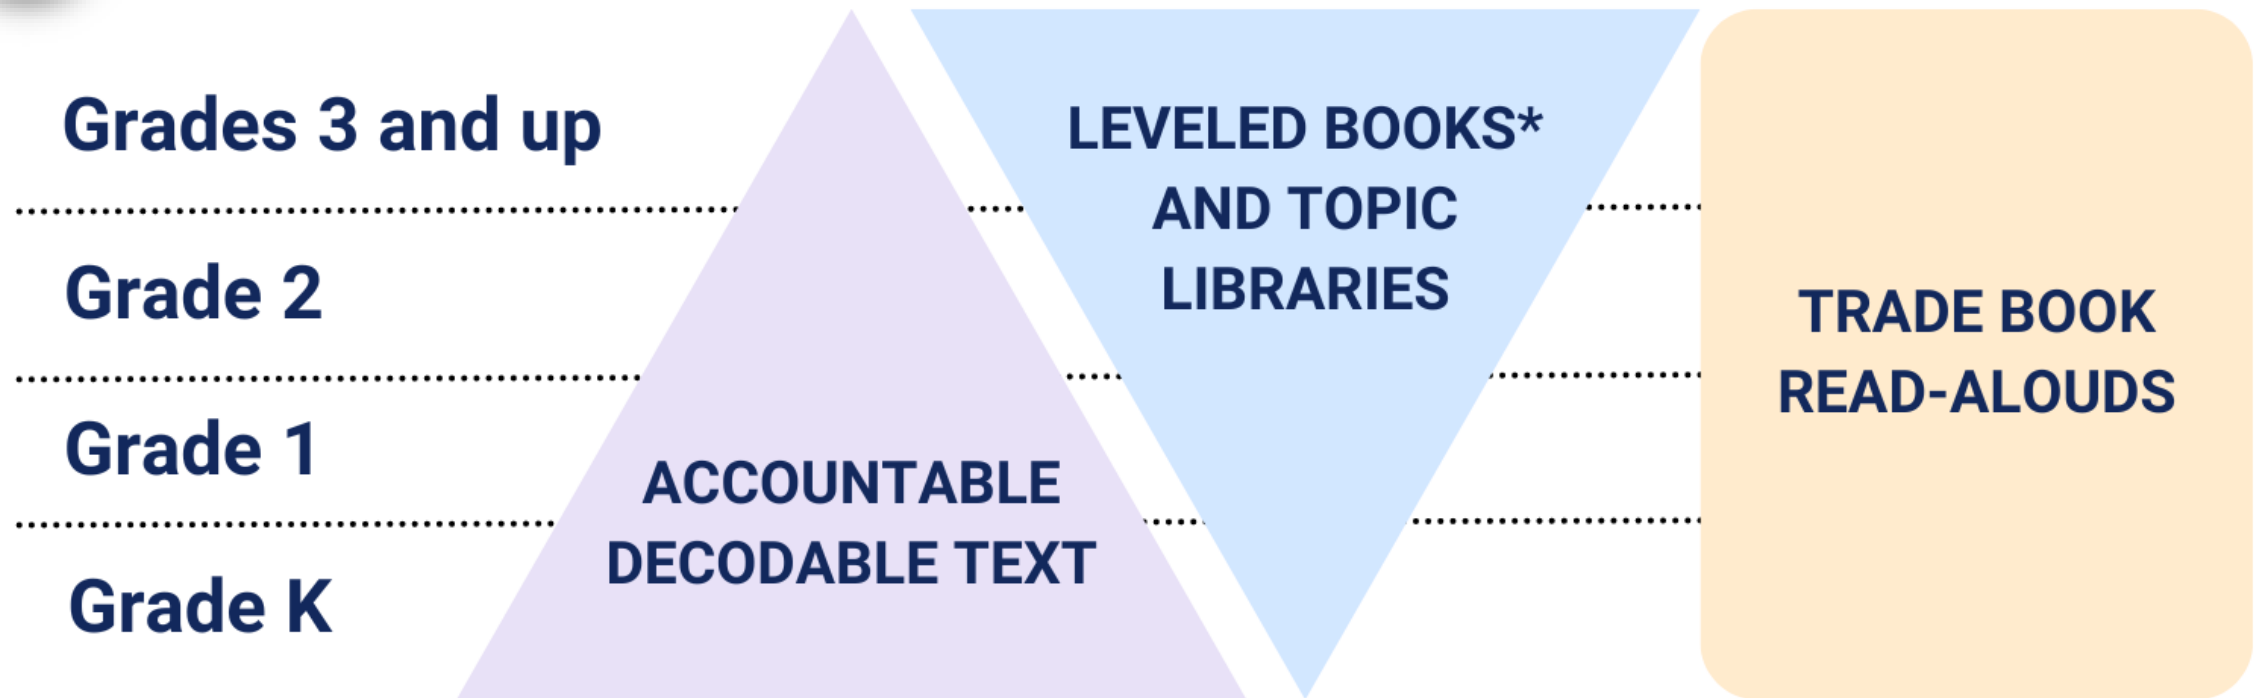 Grades 3 and up
Grade 2
Grade 1
Grade K
ACCOUNTABLE
DECODABLE TEXT
LEVELED BOOKS*
AND TOPIC
LIBRARIES
TRADE BOOK
READ-ALOUDS